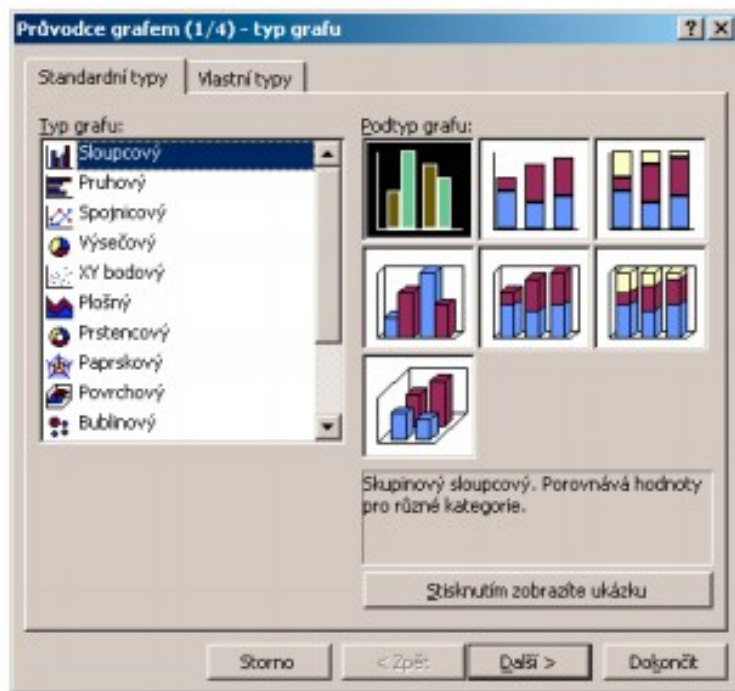 Průvodce grafem (1/4) - typ grafu
Standardní typy
Vlastní typy
Typ grafu:
Sloupcový
Pruhový
Spojnicový
Výsečový
XY bodový
Plošný
Prstencový
Paprskový
Povrchový
Bublinový
Podtyp grafu:
Skupinový sloupcový. Porovnává hodnoty
pro různé kategorie.
Stisknutím zobrazíte ukázku
Storno
< Zpět
Další >
Dokončit